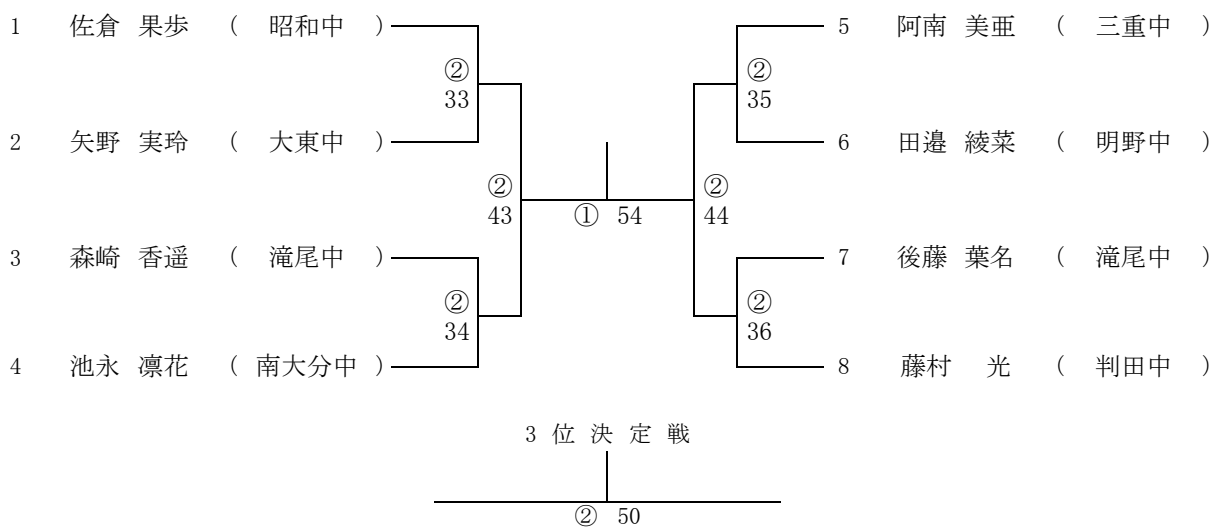 1 佐倉 果歩 ( 昭和中 ) 5 阿南 美亜 ( 三重中 )
② ②
33 35
2 矢野 実玲 ( 大東中 ) 6 田邉 綾菜 ( 明野中 )
② ②
43 ① 54 44
3 森崎 香遥 ( 滝尾中 ) 7 後藤 葉名 ( 滝尾中 )
② ②
34 36
4 池永 凛花 ( 南大分中 ) 8 藤村 光 ( 判田中 )
3 位 決 定 戦
② 50